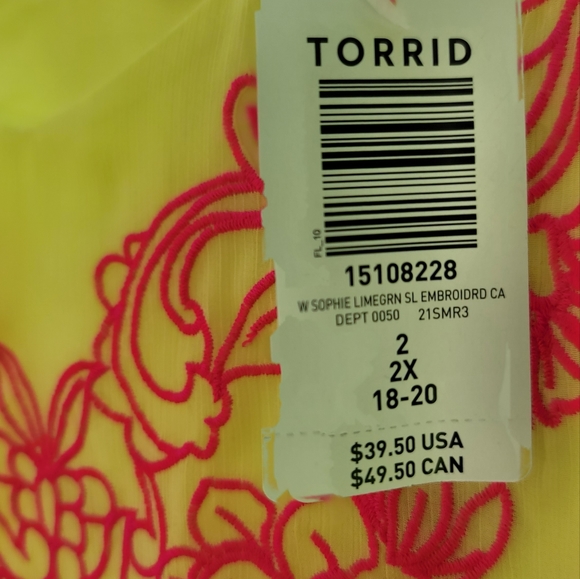 TORRID
FL_10
15108228
W SOPHIE LIMEGRN SL EMBROIDRD CA
DEPT 0050 21SMR3
2
2X
18-20
$39.50 USA
$49.50 CAN